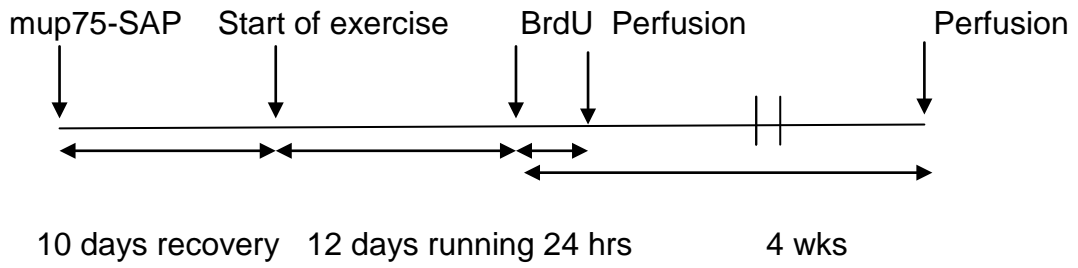 mup75-SAP Start of exercise BrdU Perfusion Perfusion
10 days recovery 12 days running 24 hrs 4 wks